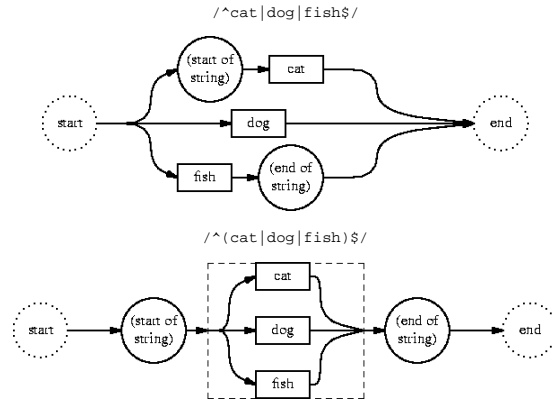 /^cat|dog|fish$/
(start of
string)
cat
start
dog
end
fish
(end of
string)
/^(cat|dog|fish)$/
cat
start
(start of
string)
dog
(end of
string)
end
fish